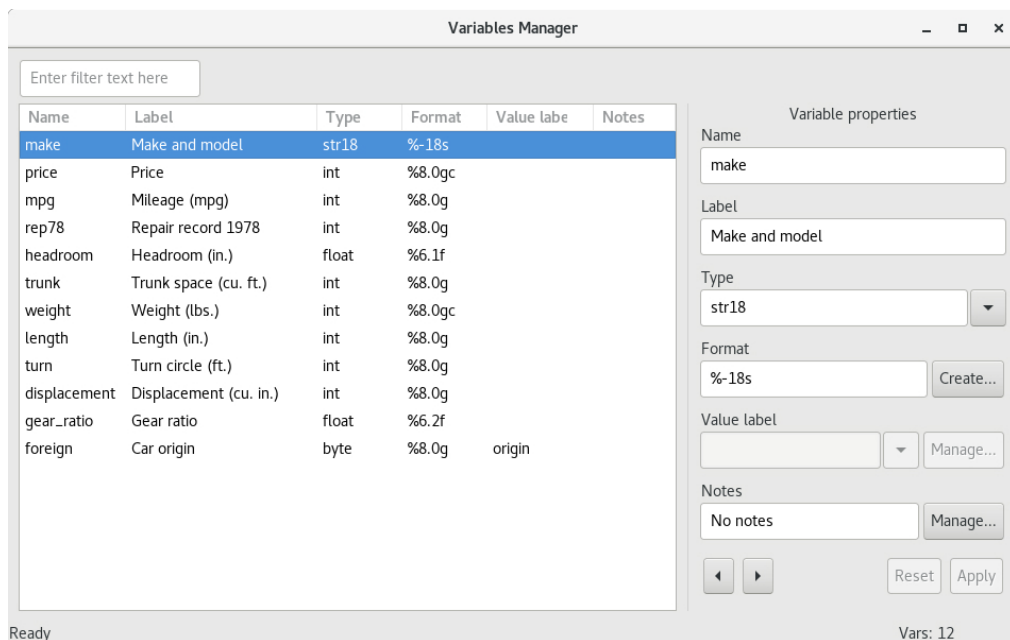 Variables Manager
Enter filter text here
Name Label Type Format Value labe Notes
make Make and model str18 %-18s
price Price int %8.0gc
mpg Mileage (mpg) int %8.0g
rep78 Repair record 1978 int %8.0g
headroom Headroom (in.) float %6.1f
trunk Trunk space (cu. ft.) int %8.0g
weight Weight (lbs.) int %8.0gc
length Length (in.) int %8.0g
turn Turn circle (ft.) int %8.0g
displacement Displacement (cu. in.) int %8.0g
gear_ratio Gear ratio float %6.2f
foreign Car origin byte %8.0g origin
Variable properties
Name
make
Label
Make and model
Type
str18
Format
%-18s Create...
Value label
Manage...
Notes
No notes Manage...
Reset Apply
Ready Vars: 12